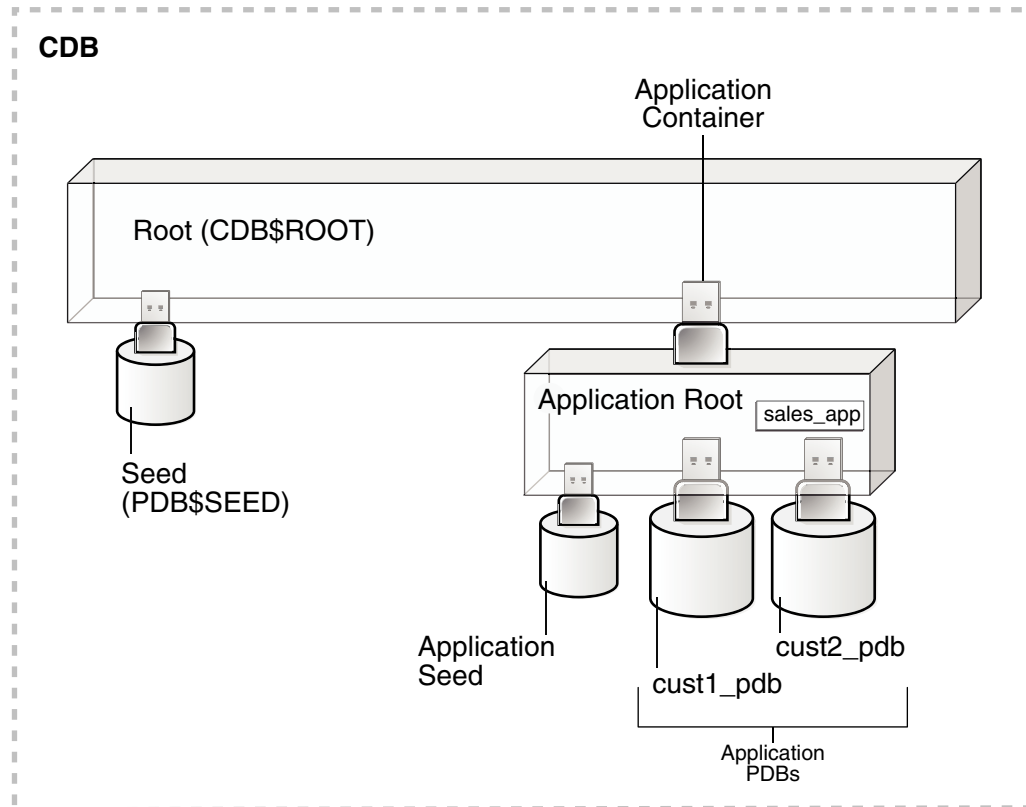 CDB
Application
Container
Root (CDB$ROOT)
Application Root
sales_app
Seed
(PDB$SEED)
Application
Seed
cust1_pdb
cust2_pdb
Application
PDBs